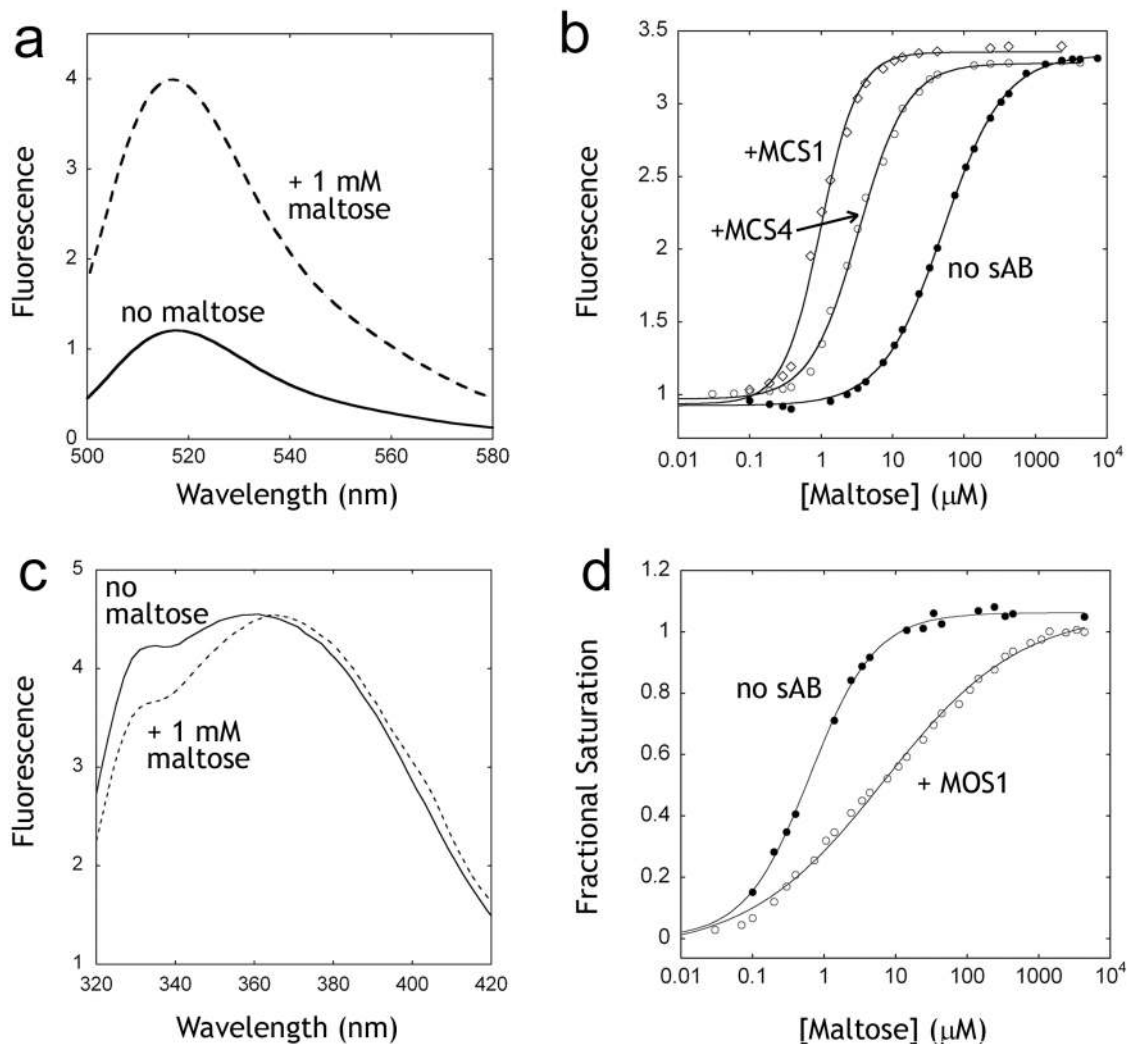 a
4
3
2
1
0
Fluorescence
+ 1 mM
maltose
no maltose
500
520
540
560
580
Wavelength (nm)
b
3.5
3
2.5
2
1.5
1
Fluorescence
+MCS1
+MCS4
no sAB
0.01
0.1
1
10
100
1000
10⁴
[Maltose] (μM)
c
5
4
3
2
1
Fluorescence
no
maltose
+ 1 mM
maltose
320
340
360
380
400
420
Wavelength (nm)
d
1.2
1
0.8
0.6
0.4
0.2
0
Fractional Saturation
no sAB
+ MOS1
0.01
0.1
1
10
100
1000
10⁴
[Maltose] (μM)